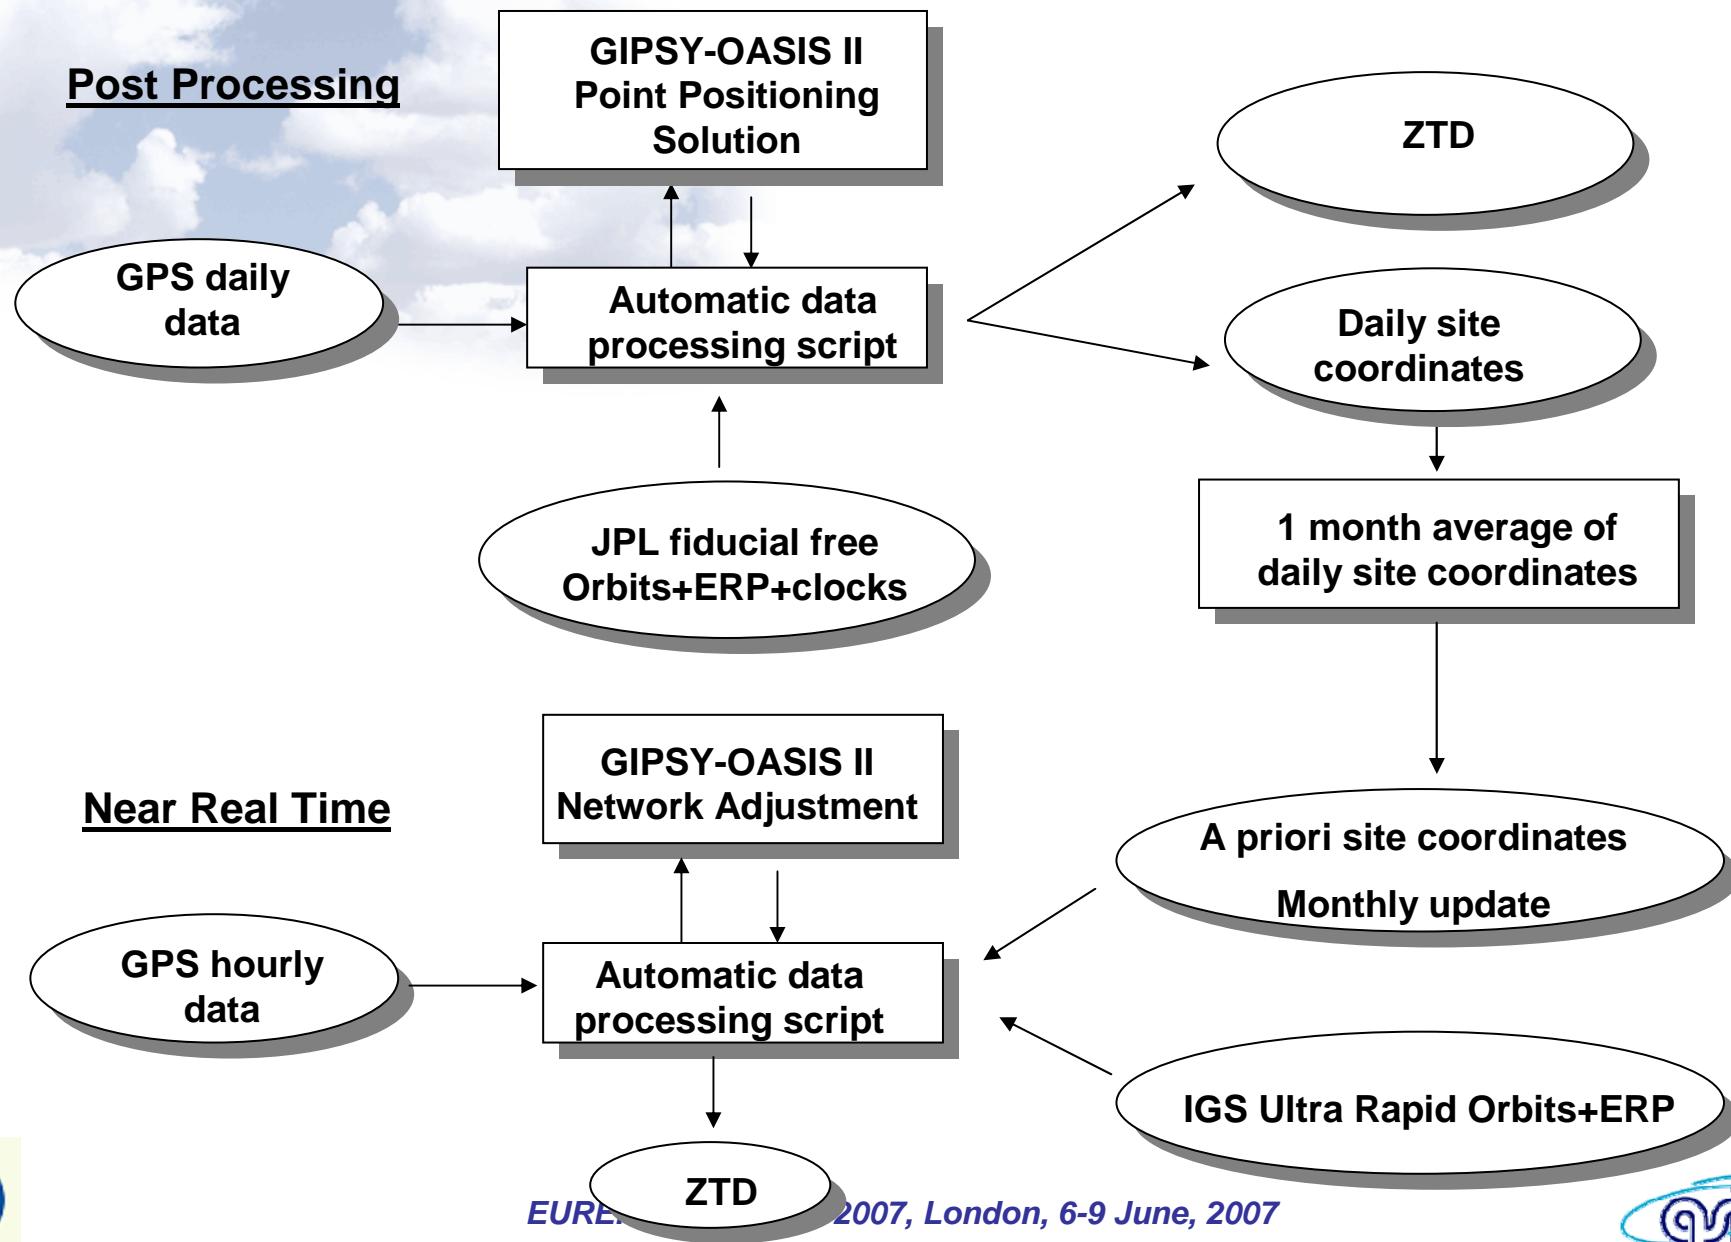 Post Processing
GIPSY-OASIS II
Point Positioning
Solution
ZTD
GPS daily
data
Automatic data
processing script
Daily site
coordinates
JPL fiducial free
Orbits+ERP+clocks
1 month average of
daily site coordinates
Near Real Time
GIPSY-OASIS II
Network Adjustment
A priori site coordinates
Monthly update
GPS hourly
data
Automatic data
processing script
IGS Ultra Rapid Orbits+ERP
ZTD
2007, London, 6-9 June, 2007